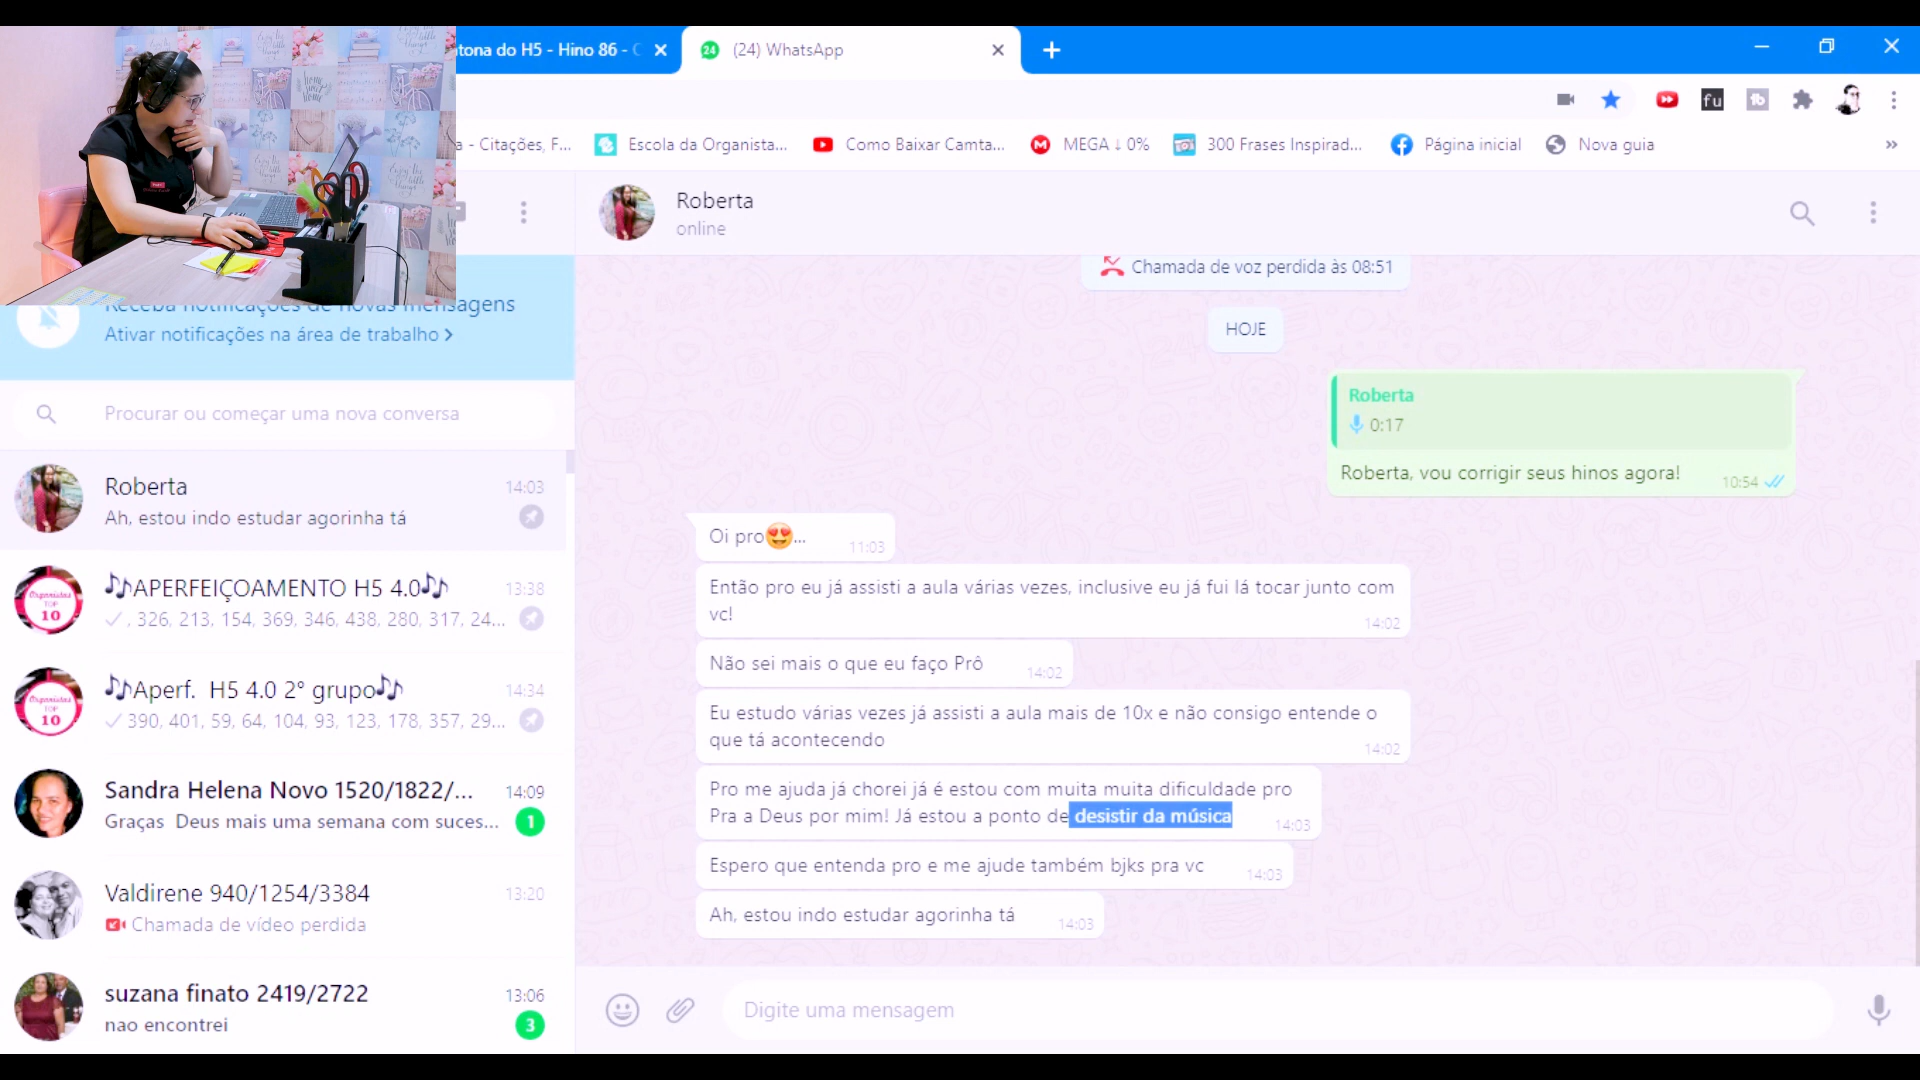 tona do H5 - Hino 86 -
(24) WhatsApp
a - Citações, F...
Escola da Organista...
Como Baixar Camta...
MEGA ↓ 0%
300 Frases Inspirad...
Página inicial
Nova guia
»
Roberta
online
Receba notificações de novas mensagens
Ativar notificações na área de trabalho >
Procurar ou começar uma nova conversa
Roberta
14:03
Ah, estou indo estudar agorinha tá
🎶APERFEIÇOAMENTO H5 4.0🎶
13:38
, 326, 213, 154, 369, 346, 438, 280, 317, 24...
🎶Aperf. H5 4.0 2° grupo🎶
14:34
390, 401, 59, 64, 104, 93, 123, 178, 357, 29...
Organistas
TOP
10
Sandra Helena Novo 1520/1822/...
14:09
Graças Deus mais uma semana com suces...
1
Valdirene 940/1254/3384
13:20
Chamada de vídeo perdida
suzana finato 2419/2722
13:06
nao encontrei
3
Chamada de voz perdida às 08:51
HOJE
Roberta
0:17
Roberta, vou corrigir seus hinos agora!
10:54
Oi pro😍...
11:03
Então pro eu já assisti a aula várias vezes, inclusive eu já fui lá tocar junto com
vc!
14:02
Não sei mais o que eu faço Prô
14:02
Eu estudo várias vezes já assisti a aula mais de 10x e não consigo entende o
que tá acontecendo
14:02
Pro me ajuda já chorei já é estou com muita muita dificuldade pro
Pra a Deus por mim! Já estou a ponto de desistir da música
14:03
Espero que entenda pro e me ajude também bjks pra vc
14:03
Ah, estou indo estudar agorinha tá
14:03
Digite uma mensagem